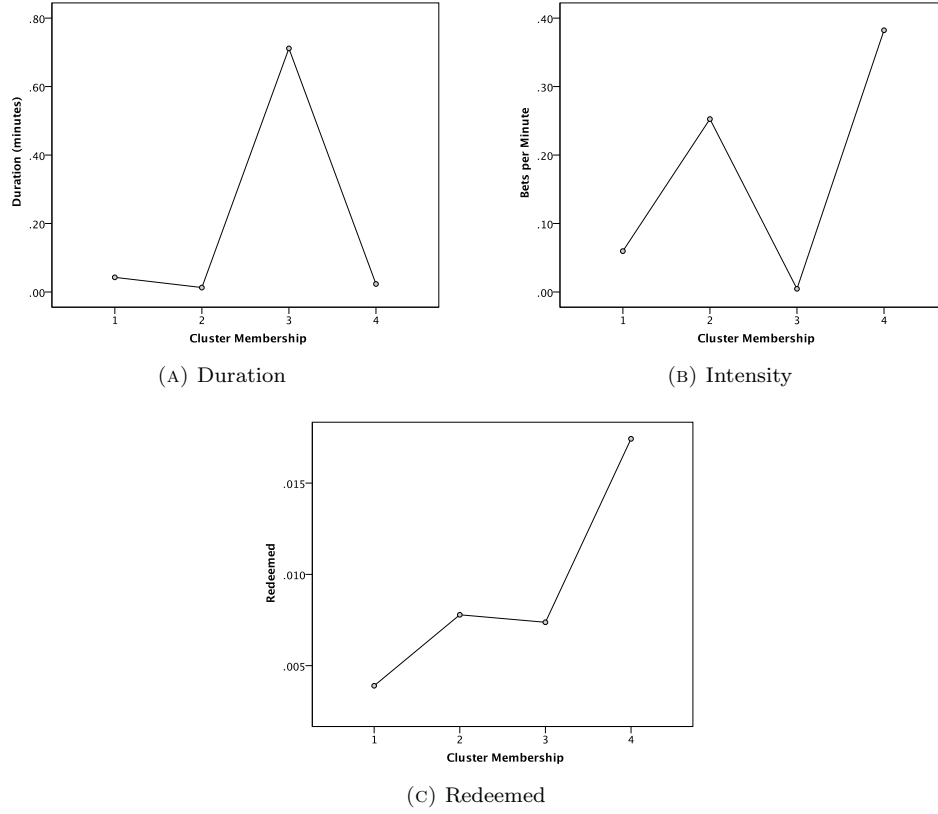 .80
.60
.40
.20
.00
Duration (minutes)
1 2 3 4
Cluster Membership
(A) Duration
.40
.30
.20
.10
.00
Bets per Minute
1 2 3 4
Cluster Membership
(B) Intensity
.015
.010
.005
Redeemed
1 2 3 4
Cluster Membership
(C) Redeemed